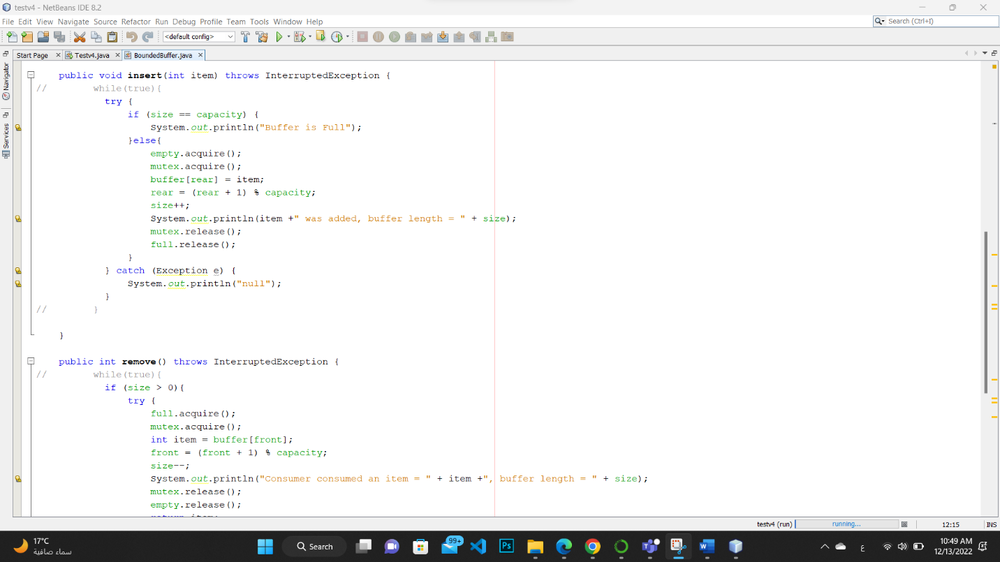 testv4 - NetBeans IDE 8.2
File Edit View Navigate Source Refactor Run Debug Profile Team Tools Window Help
Search (Ctrl+I)
<default config>
Start Page Testv4.java BoundedBuffer.java
Navigator
Services
public void insert(int item) throws InterruptedException {
// while(true){
try {
if (size == capacity) {
System.out.println("Buffer is Full");
}else{
empty.acquire();
mutex.acquire();
buffer[rear] = item;
rear = (rear + 1) % capacity;
size++;
System.out.println(item +" was added, buffer length = " + size);
mutex.release();
full.release();
}
} catch (Exception e) {
System.out.println("null");
}
// }
}
public int remove() throws InterruptedException {
// while(true){
if (size > 0){
try {
full.acquire();
mutex.acquire();
int item = buffer[front];
front = (front + 1) % capacity;
size--;
System.out.println("Consumer consumed an item = " + item +", buffer length = " + size);
mutex.release();
empty.release();
testv4 (run) running... 12:15 INS
17°C
سماء صافية
Search
99+
Ps
ع
10:49 AM
12/13/2022